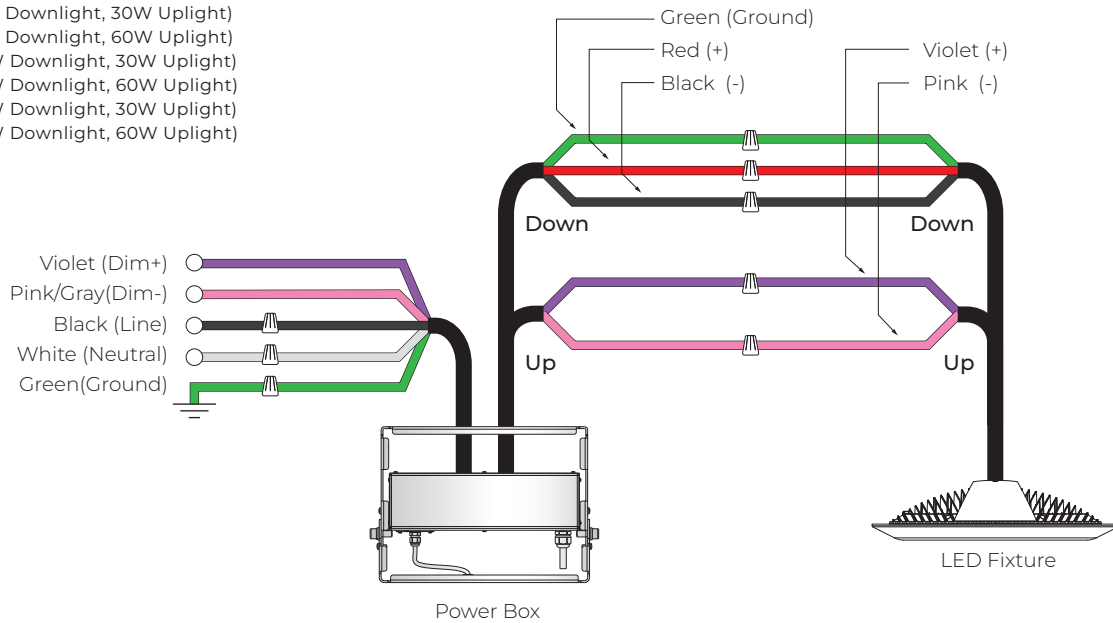 Downlight, 30W Uplight)
Downlight, 60W Uplight)
Downlight, 30W Uplight)
Downlight, 60W Uplight)
Downlight, 30W Uplight)
Downlight, 60W Uplight)
Green (Ground)
Red (+)
Black (-)
Violet (+)
Pink (-)
Down
Down
Violet (Dim+)
Pink/Gray(Dim-)
Black (Line)
White (Neutral)
Green(Ground)
Up
Up
LED Fixture
Power Box